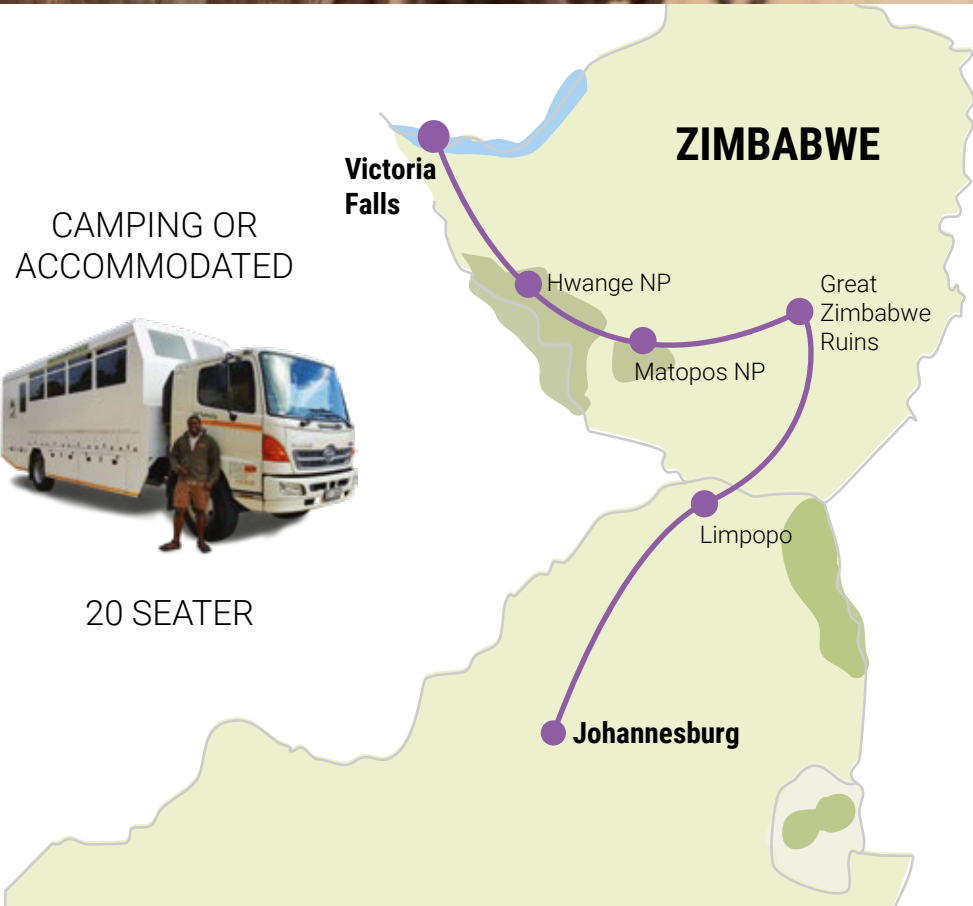 ZIMBABWE
Victoria
Falls
CAMPING OR
ACCOMMODATED
Hwange NP
Great
Zimbabwe
Ruins
Matopos NP
Limpopo
20 SEATER
Johannesburg